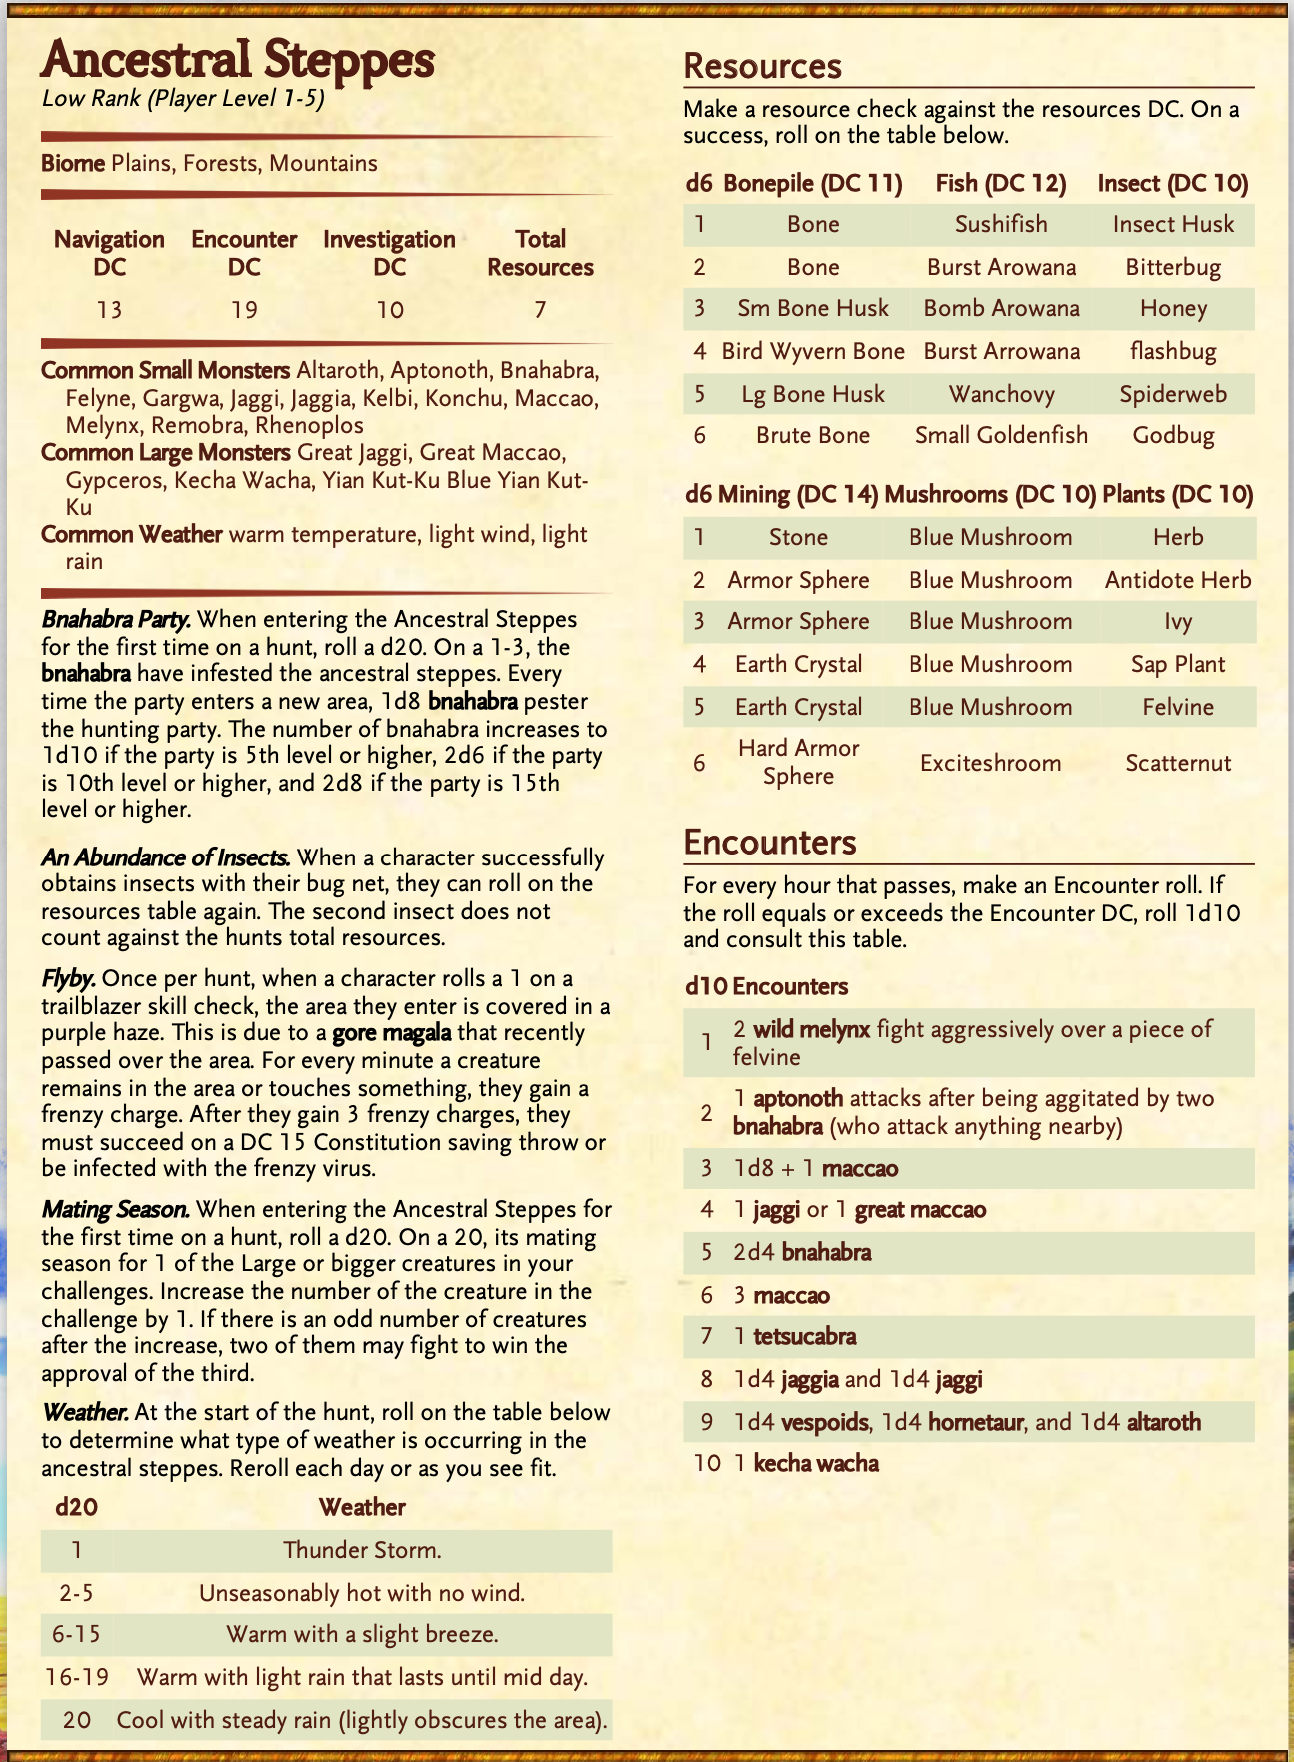 Ancestral Steppes
Low Rank (Player Level 1-5)
Biome Plains, Forests, Mountains
Navigation DC Encounter DC Investigation DC Total Resources
13 19 10 7
Common Small Monsters Altaroth, Aptonoth, Bnahabra,
Felyne, Gargwa, Jaggi, Jaggia, Kelbi, Konchu, Maccao,
Melynx, Remobra, Rhenoplos
Common Large Monsters Great Jaggi, Great Maccao,
Gypceros, Kecha Wacha, Yian Kut-Ku Blue Yian Kut-
Ku
Common Weather warm temperature, light wind, light
rain
Bnahabra Party. When entering the Ancestral Steppes
for the first time on a hunt, roll a d20. On a 1-3, the
bnahabra have infested the ancestral steppes. Every
time the party enters a new area, 1d8 bnahabra pester
the hunting party. The number of bnahabra increases to
1d10 if the party is 5th level or higher, 2d6 if the party
is 10th level or higher, and 2d8 if the party is 15th
level or higher.
An Abundance of Insects. When a character successfully
obtains insects with their bug net, they can roll on the
resources table again. The second insect does not
count against the hunts total resources.
Flyby. Once per hunt, when a character rolls a 1 on a
trailblazer skill check, the area they enter is covered in a
purple haze. This is due to a gore magala that recently
passed over the area. For every minute a creature
remains in the area or touches something, they gain a
frenzy charge. After they gain 3 frenzy charges, they
must succeed on a DC 15 Constitution saving throw or
be infected with the frenzy virus.
Mating Season. When entering the Ancestral Steppes for
the first time on a hunt, roll a d20. On a 20, its mating
season for 1 of the Large or bigger creatures in your
challenges. Increase the number of the creature in the
challenge by 1. If there is an odd number of creatures
after the increase, two of them may fight to win the
approval of the third.
Weather. At the start of the hunt, roll on the table below
to determine what type of weather is occurring in the
ancestral steppes. Reroll each day or as you see fit.
d20 Weather
1 Thunder Storm.
2-5 Unseasonably hot with no wind.
6-15 Warm with a slight breeze.
16-19 Warm with light rain that lasts until mid day.
20 Cool with steady rain (lightly obscures the area).
Resources
Make a resource check against the resources DC. On a
success, roll on the table below.
d6 Bonepile (DC 11) Fish (DC 12) Insect (DC 10)
1 Bone Sushifish Insect Husk
2 Bone Burst Arowana Bitterbug
3 Sm Bone Husk Bomb Arowana Honey
4 Bird Wyvern Bone Burst Arrowana flashbug
5 Lg Bone Husk Wanchovy Spiderweb
6 Brute Bone Small Goldenfish Godbug
d6 Mining (DC 14) Mushrooms (DC 10) Plants (DC 10)
1 Stone Blue Mushroom Herb
2 Armor Sphere Blue Mushroom Antidote Herb
3 Armor Sphere Blue Mushroom Ivy
4 Earth Crystal Blue Mushroom Sap Plant
5 Earth Crystal Blue Mushroom Felvine
6 Hard Armor Sphere Exciteshroom Scatternut
Encounters
For every hour that passes, make an Encounter roll. If
the roll equals or exceeds the Encounter DC, roll 1d10
and consult this table.
d10 Encounters
1 2 wild melynx fight aggressively over a piece of
felvine
2 1 aptonoth attacks after being aggitated by two
bnahabra (who attack anything nearby)
3 1d8 + 1 maccao
4 1 jaggi or 1 great maccao
5 2d4 bnahabra
6 3 maccao
7 1 tetsucabra
8 1d4 jaggia and 1d4 jaggi
9 1d4 vespoids, 1d4 hornetaur, and 1d4 altaroth
10 1 kecha wacha